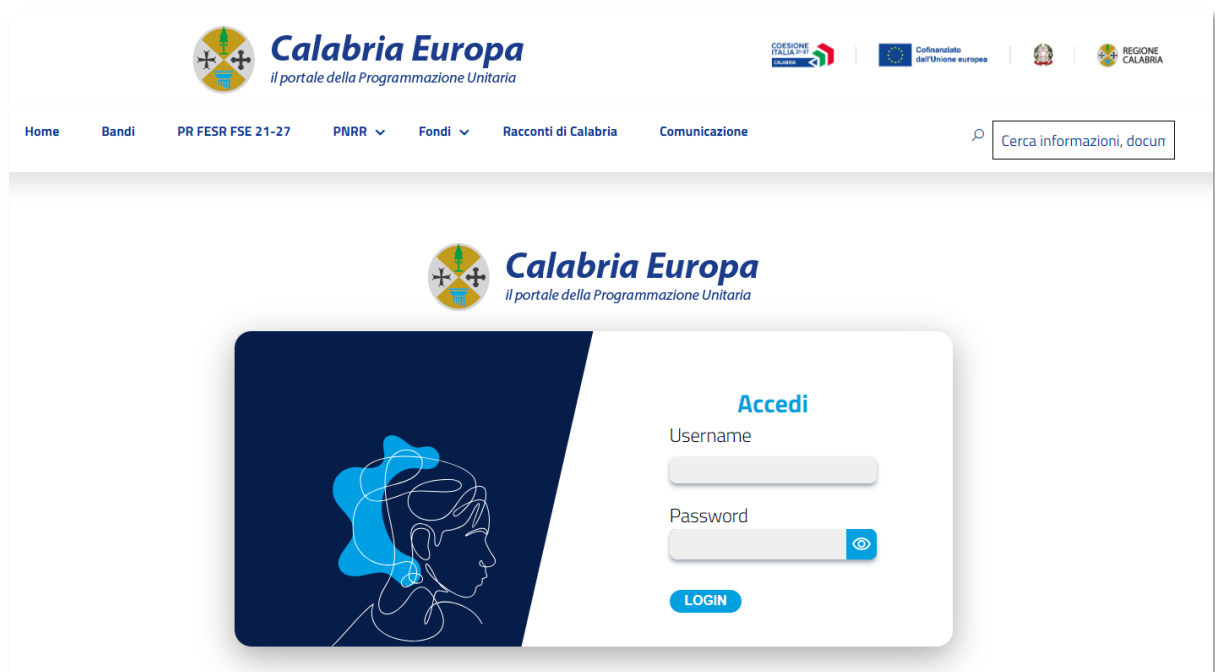 Calabria Europa
il portale della Programmazione Unitaria
COESIONE
ITALIA 21-27
CALABRIA
Cofinanziato
dall'Unione europea
REGIONE
CALABRIA
Home Bandi PR FESR FSE 21-27 PNRR Fondi Racconti di Calabria Comunicazione
Cerca informazioni, docum
Calabria Europa
il portale della Programmazione Unitaria
Accedi
Username
Password
LOGIN